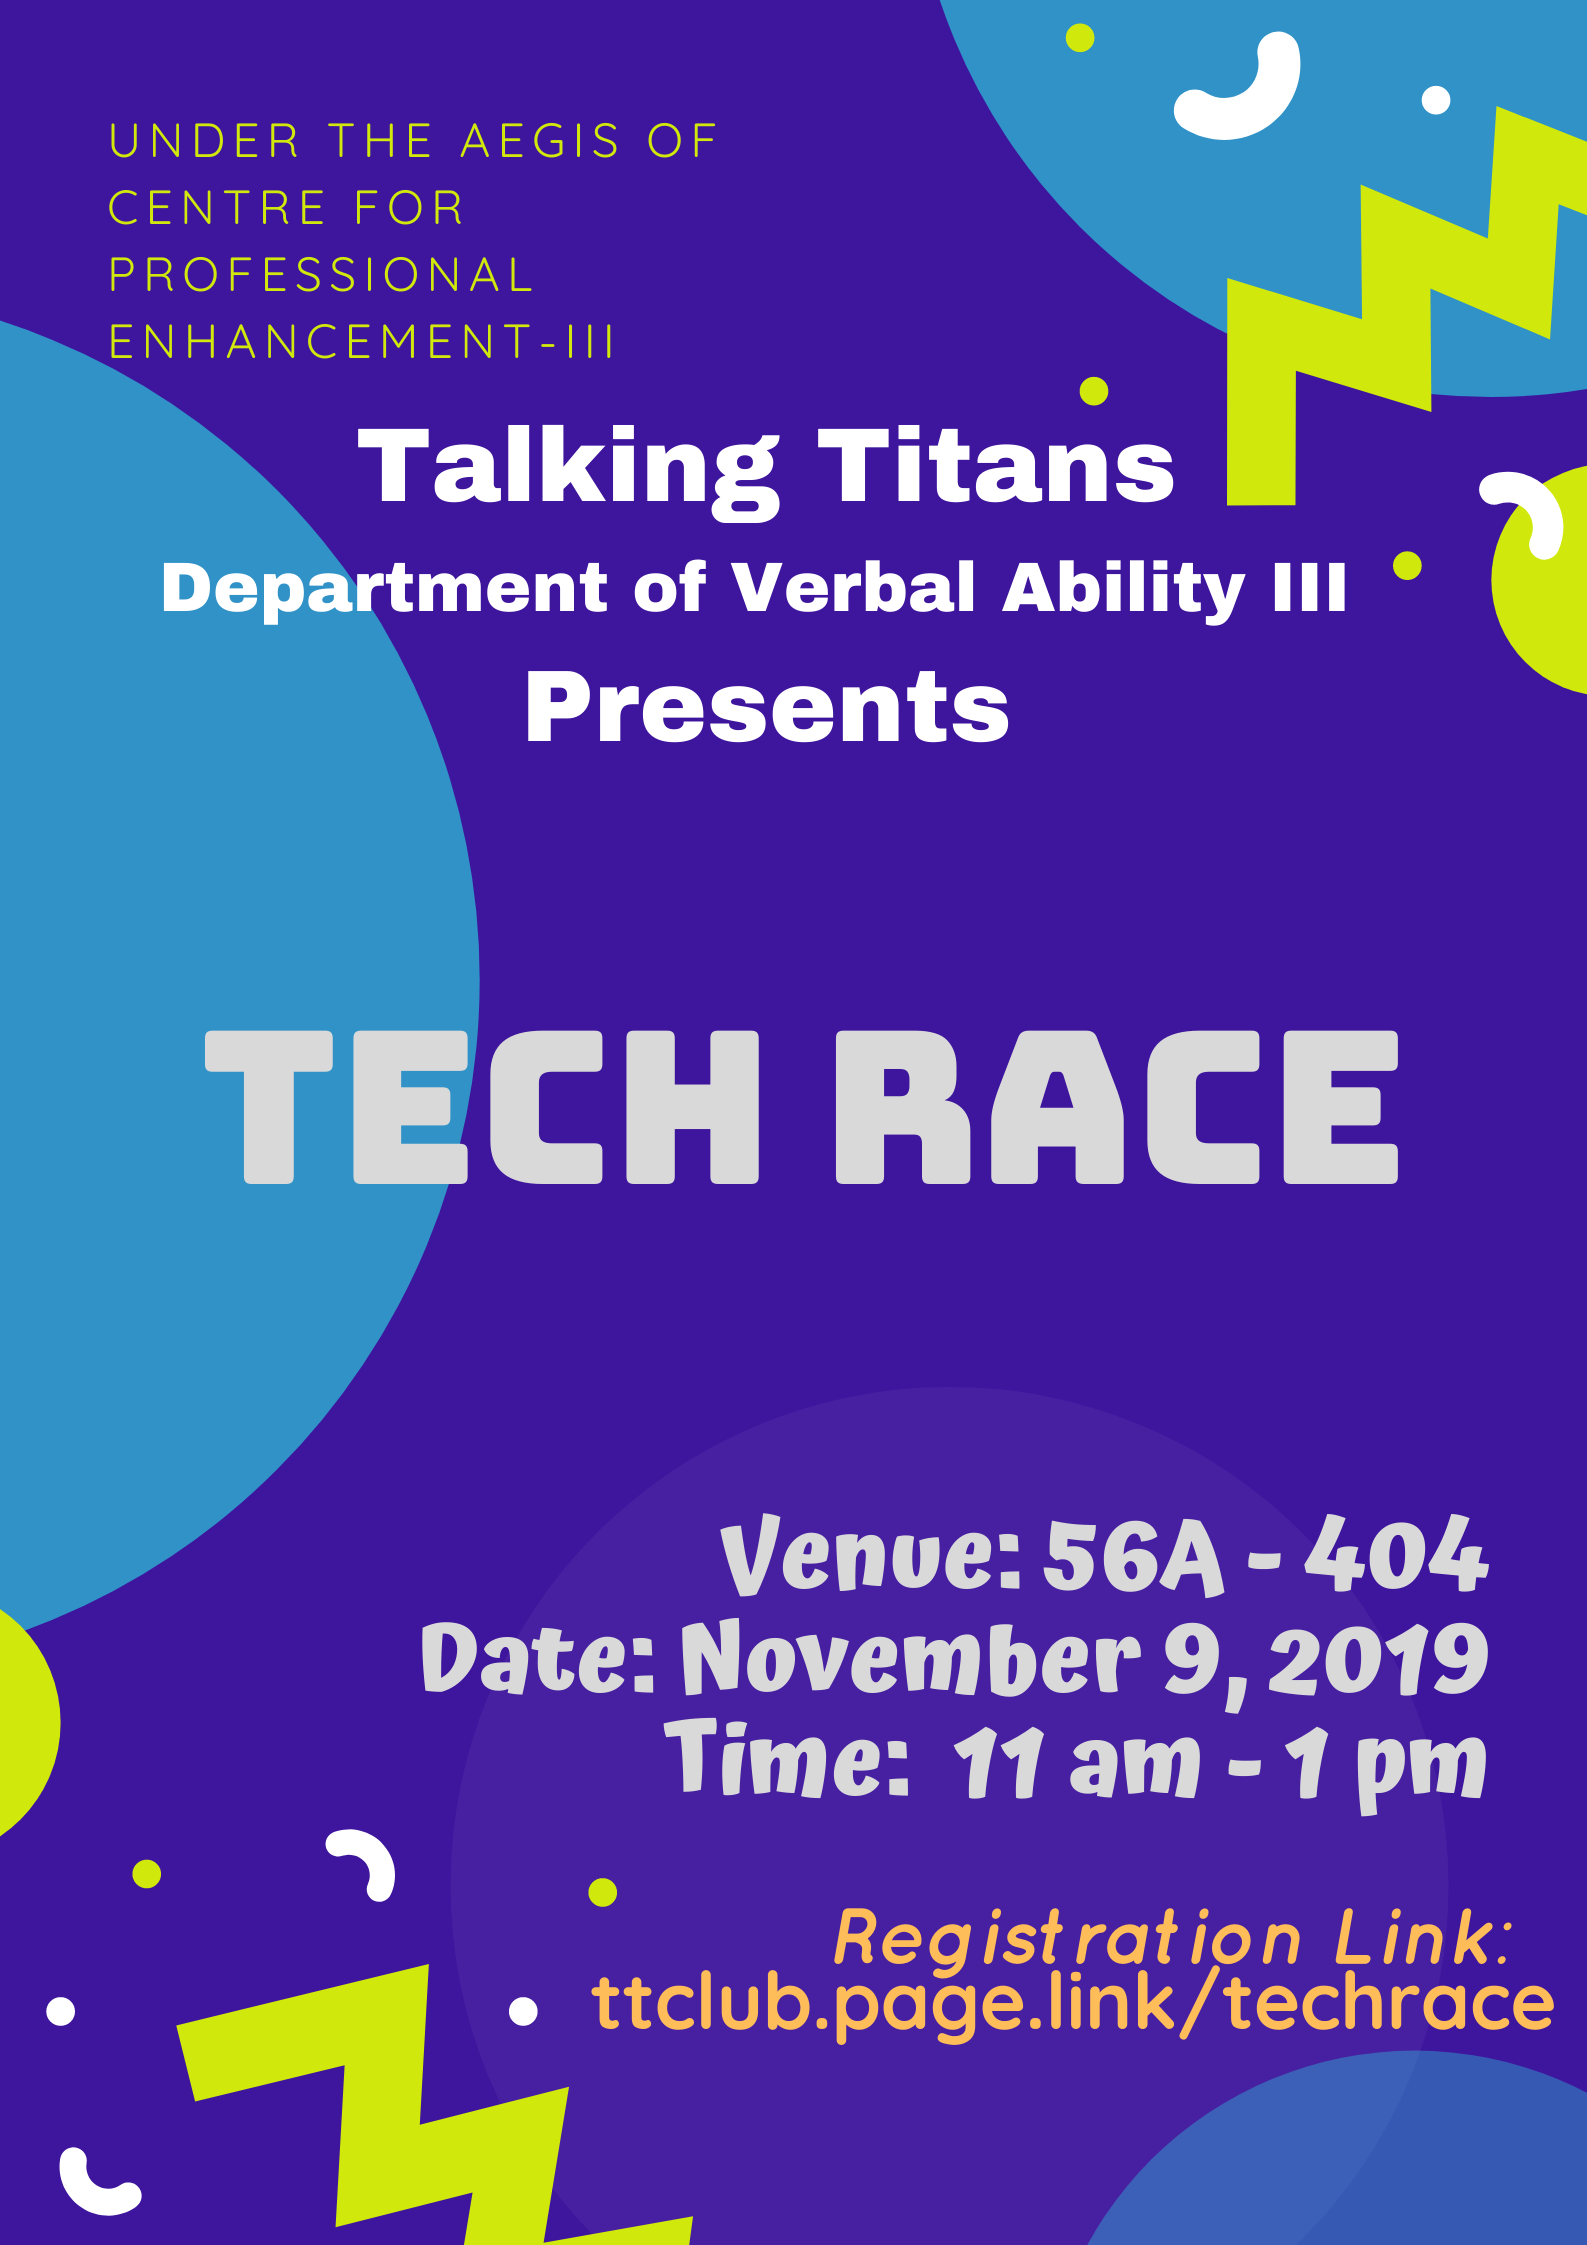 UNDER THE AEGIS OF
CENTRE FOR
PROFESSIONAL
ENHANCEMENT-III
Talking Titans
Department of Verbal Ability III
Presents
TECH RACE
Venue: 56A - 404
Date: November 9, 2019
Time: 11 am - 1 pm
Registration Link:
ttclub.page.link/techrace